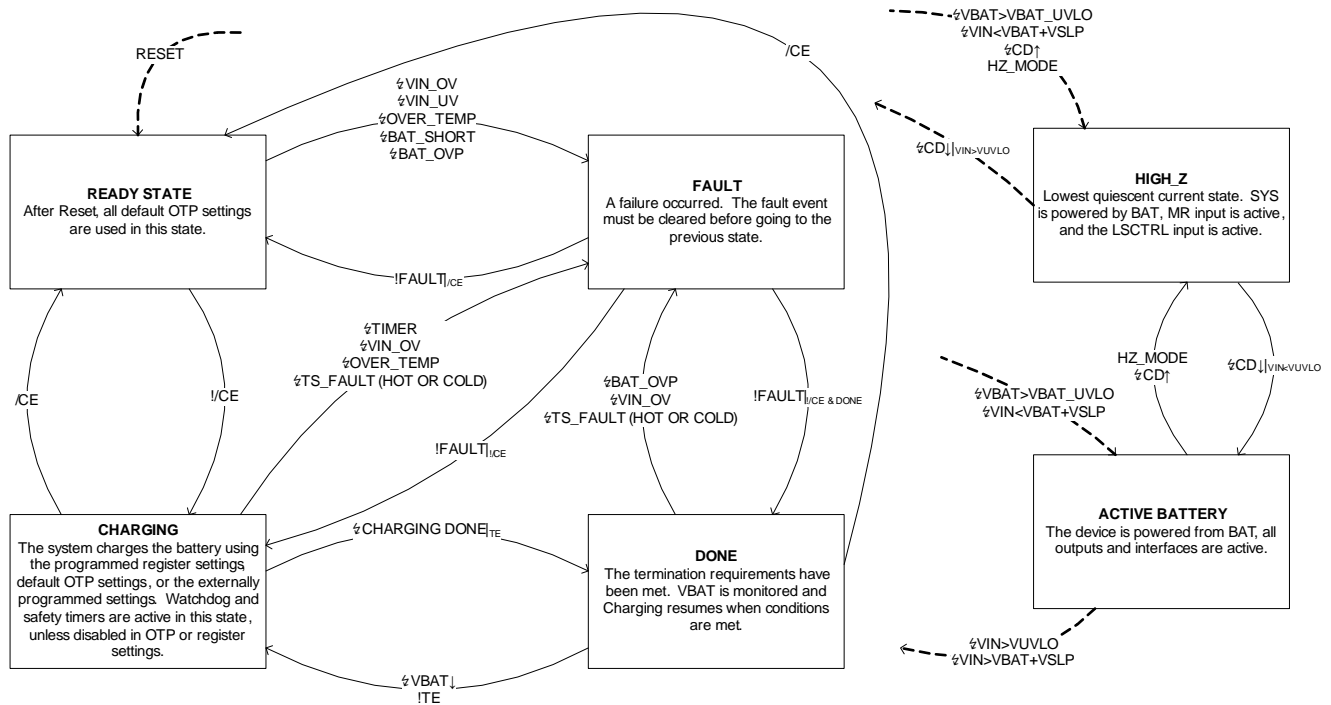 RESET
/CE
↯VIN_OV
↯VIN_UV
↯OVER_TEMP
↯BAT_SHORT
↯BAT_OVP
READY STATE
After Reset, all default OTP settings
are used in this state.
FAULT
A failure occurred. The fault event
must be cleared before going to the
previous state.
!FAULT|/CE
↯TIMER
↯VIN_OV
↯OVER_TEMP
↯TS_FAULT (HOT OR COLD)
/CE
!/CE
↯BAT_OVP
↯VIN_OV
↯TS_FAULT (HOT OR COLD)
!FAULT|!/CE & DONE
!FAULT|!/CE
CHARGING
The system charges the battery using
the programmed register settings,
default OTP settings, or the externally
programmed settings. Watchdog and
safety timers are active in this state,
unless disabled in OTP or register
settings.
↯CHARGING DONE|TE
DONE
The termination requirements have
been met. VBAT is monitored and
Charging resumes when conditions
are met.
↯VBAT↓
!TE
↯VBAT>VBAT_UVLO
↯VIN<VBAT+VSLP
↯CD↑
HZ_MODE
↯CD↓|VIN>VUVLO
HIGH_Z
Lowest quiescent current state. SYS
is powered by BAT, MR input is active,
and the LSCTRL input is active.
HZ_MODE
↯CD↑
↯CD↓|VIN<VUVLO
↯VBAT>VBAT_UVLO
↯VIN<VBAT+VSLP
ACTIVE BATTERY
The device is powered from BAT, all
outputs and interfaces are active.
↯VIN>VUVLO
↯VIN>VBAT+VSLP